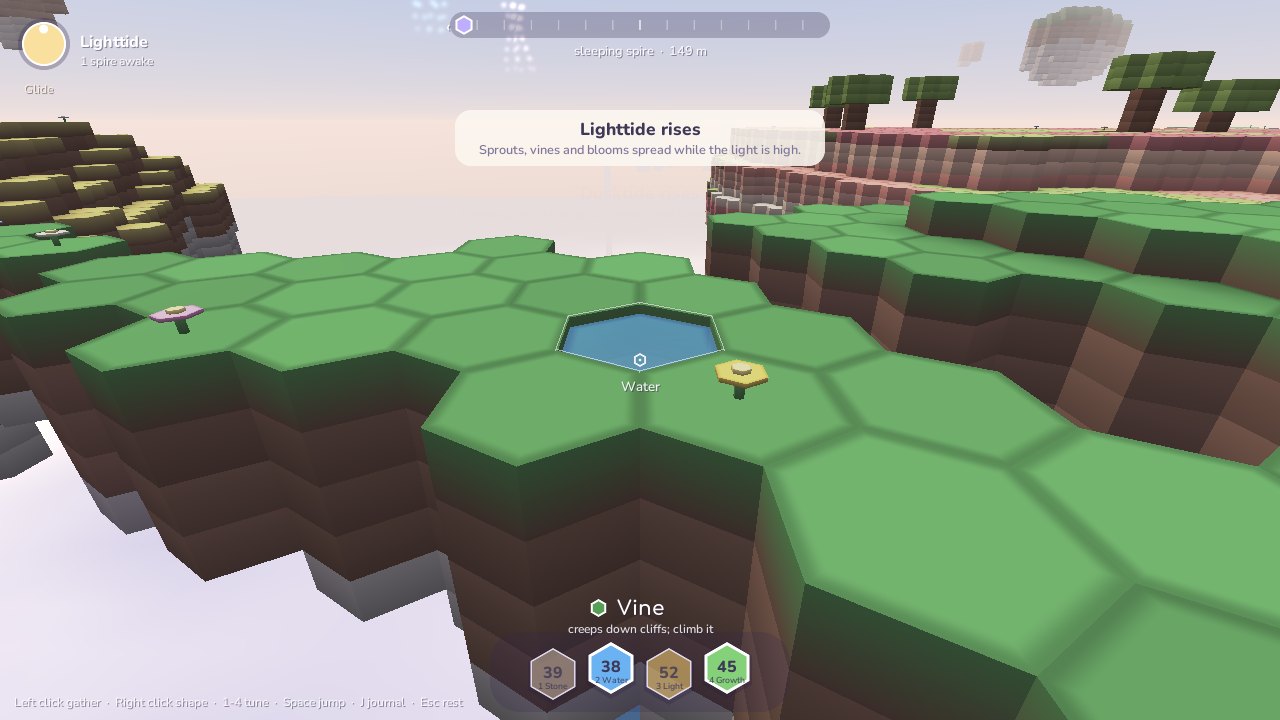 Lighttide
1 spire awake
Glide
sleeping spire · 149 m
Lighttide rises
Sprouts, vines and blooms spread while the light is high.
Water
Vine
creeps down cliffs; climb it
39
1 Stone
38
2 Water
52
3 Light
45
4 Growth
Left click gather · Right click shape · 1-4 tune · Space jump · J journal · Esc rest